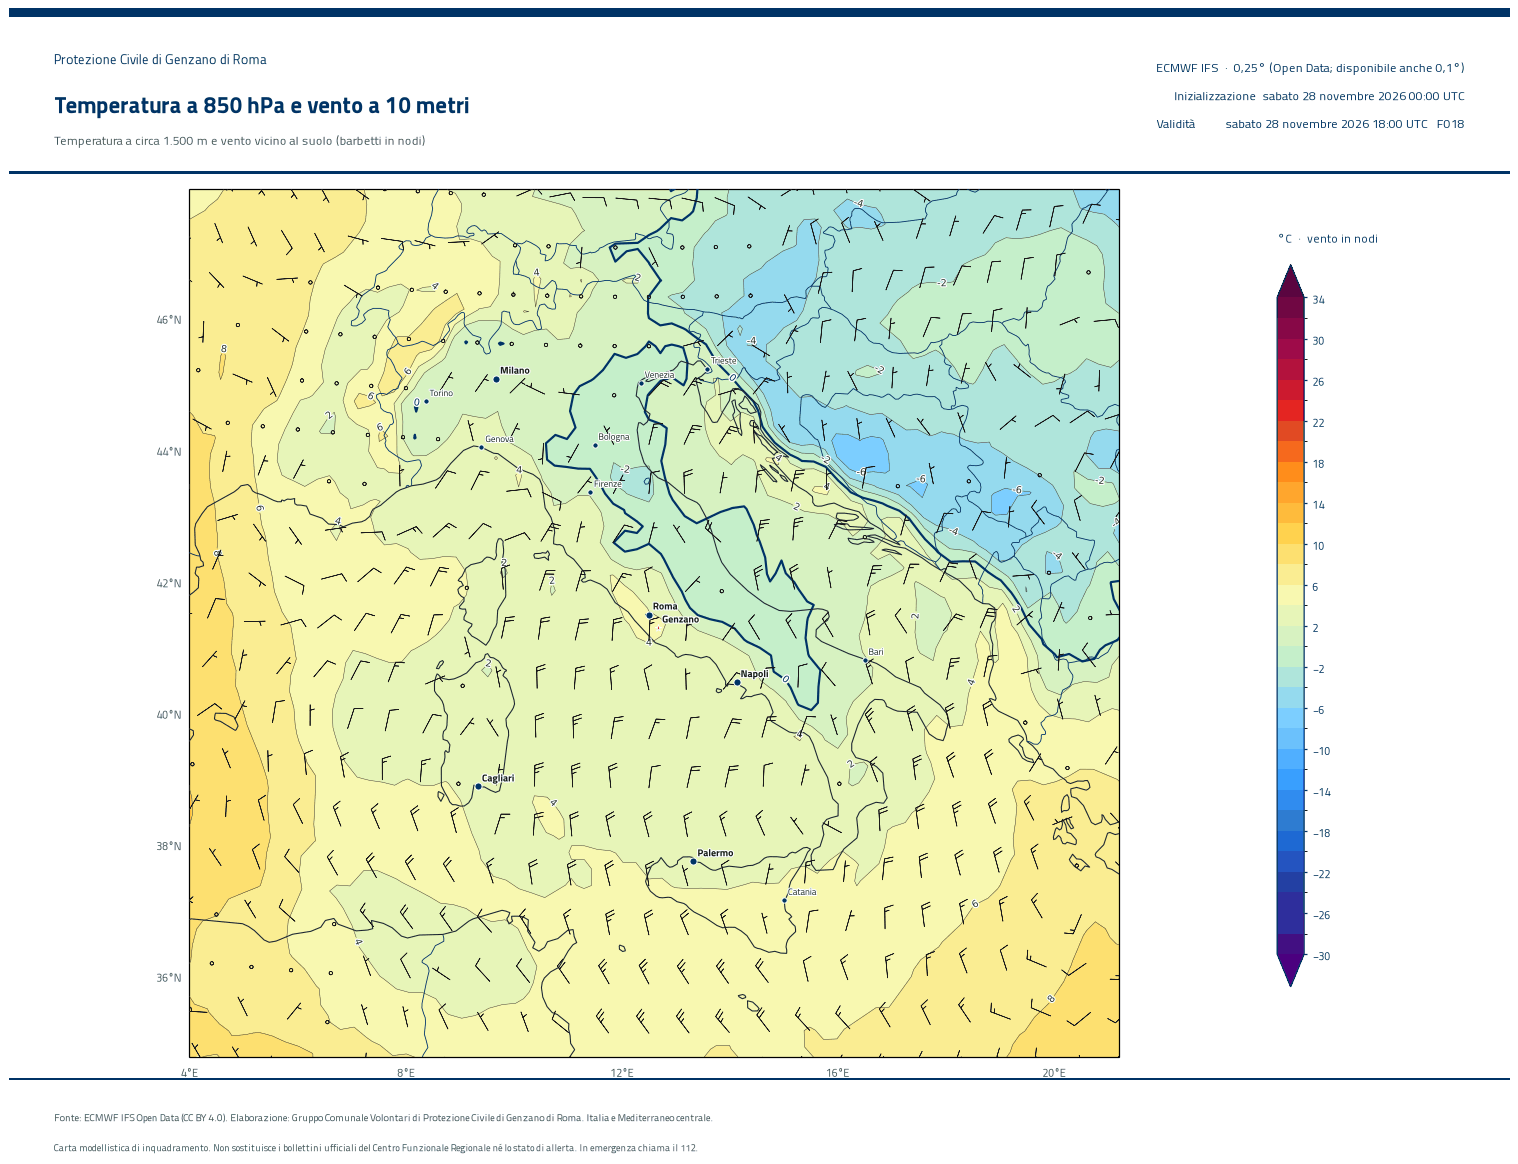 Protezione Civile di Genzano di Roma
Temperatura a 850 hPa e vento a 10 metri
Temperatura a circa 1.500 m e vento vicino al suolo (barbetti in nodi)
ECMWF IFS · 0,25° (Open Data; disponibile anche 0,1°)
Inizializzazione sabato 28 novembre 2026 00:00 UTC
Validità sabato 28 novembre 2026 18:00 UTC F018
°C · vento in nodi
34
30
26
22
18
14
10
6
2
−2
−6
−10
−14
−18
−22
−26
−30
46°N
44°N
42°N
40°N
38°N
36°N
4°E
8°E
12°E
16°E
20°E
Trieste
Venezia
Milano
Torino
Genova
Bologna
Firenze
Roma
Genzano
Napoli
Bari
Cagliari
Palermo
Catania
Fonte: ECMWF IFS Open Data (CC BY 4.0). Elaborazione: Gruppo Comunale Volontari di Protezione Civile di Genzano di Roma. Italia e Mediterraneo centrale.
Carta modellistica di inquadramento. Non sostituisce i bollettini ufficiali del Centro Funzionale Regionale né lo stato di allerta. In emergenza chiama il 112.